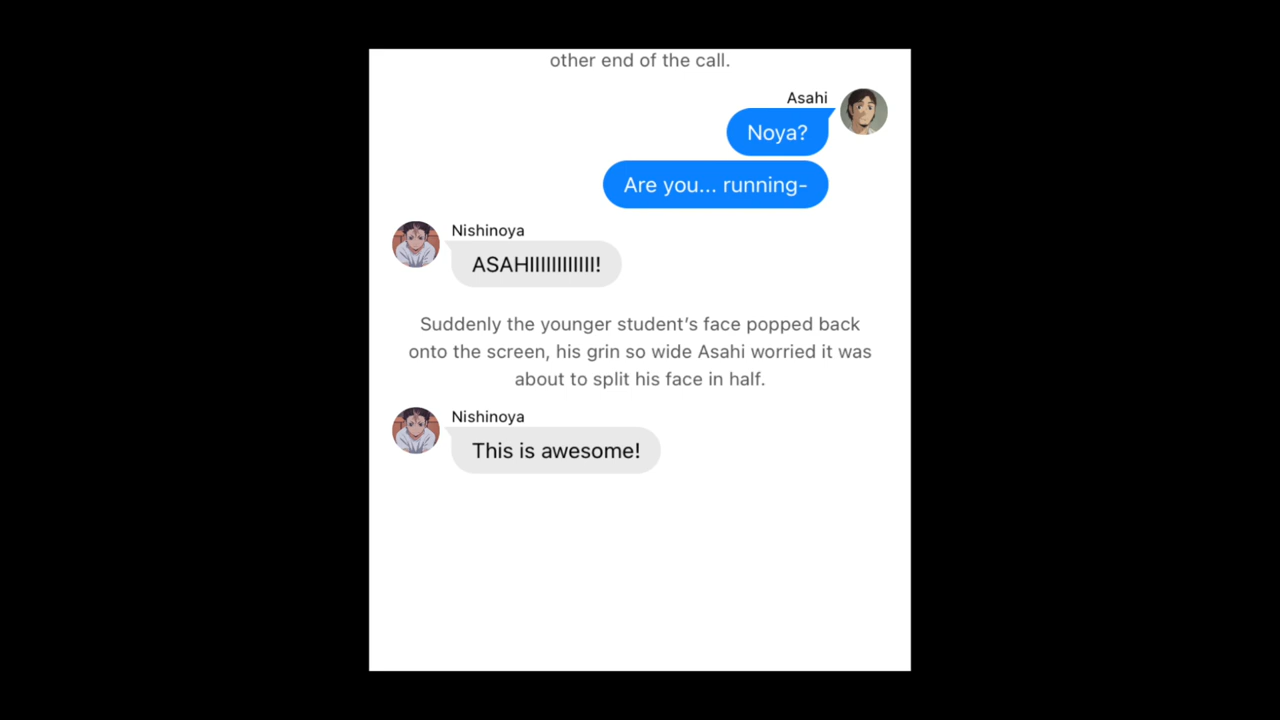 other end of the call.
Asahi
Noya?
Are you... running-
Nishinoya
ASAHIIIIIIIIIIIII!
Suddenly the younger student’s face popped back
onto the screen, his grin so wide Asahi worried it was
about to split his face in half.
Nishinoya
This is awesome!